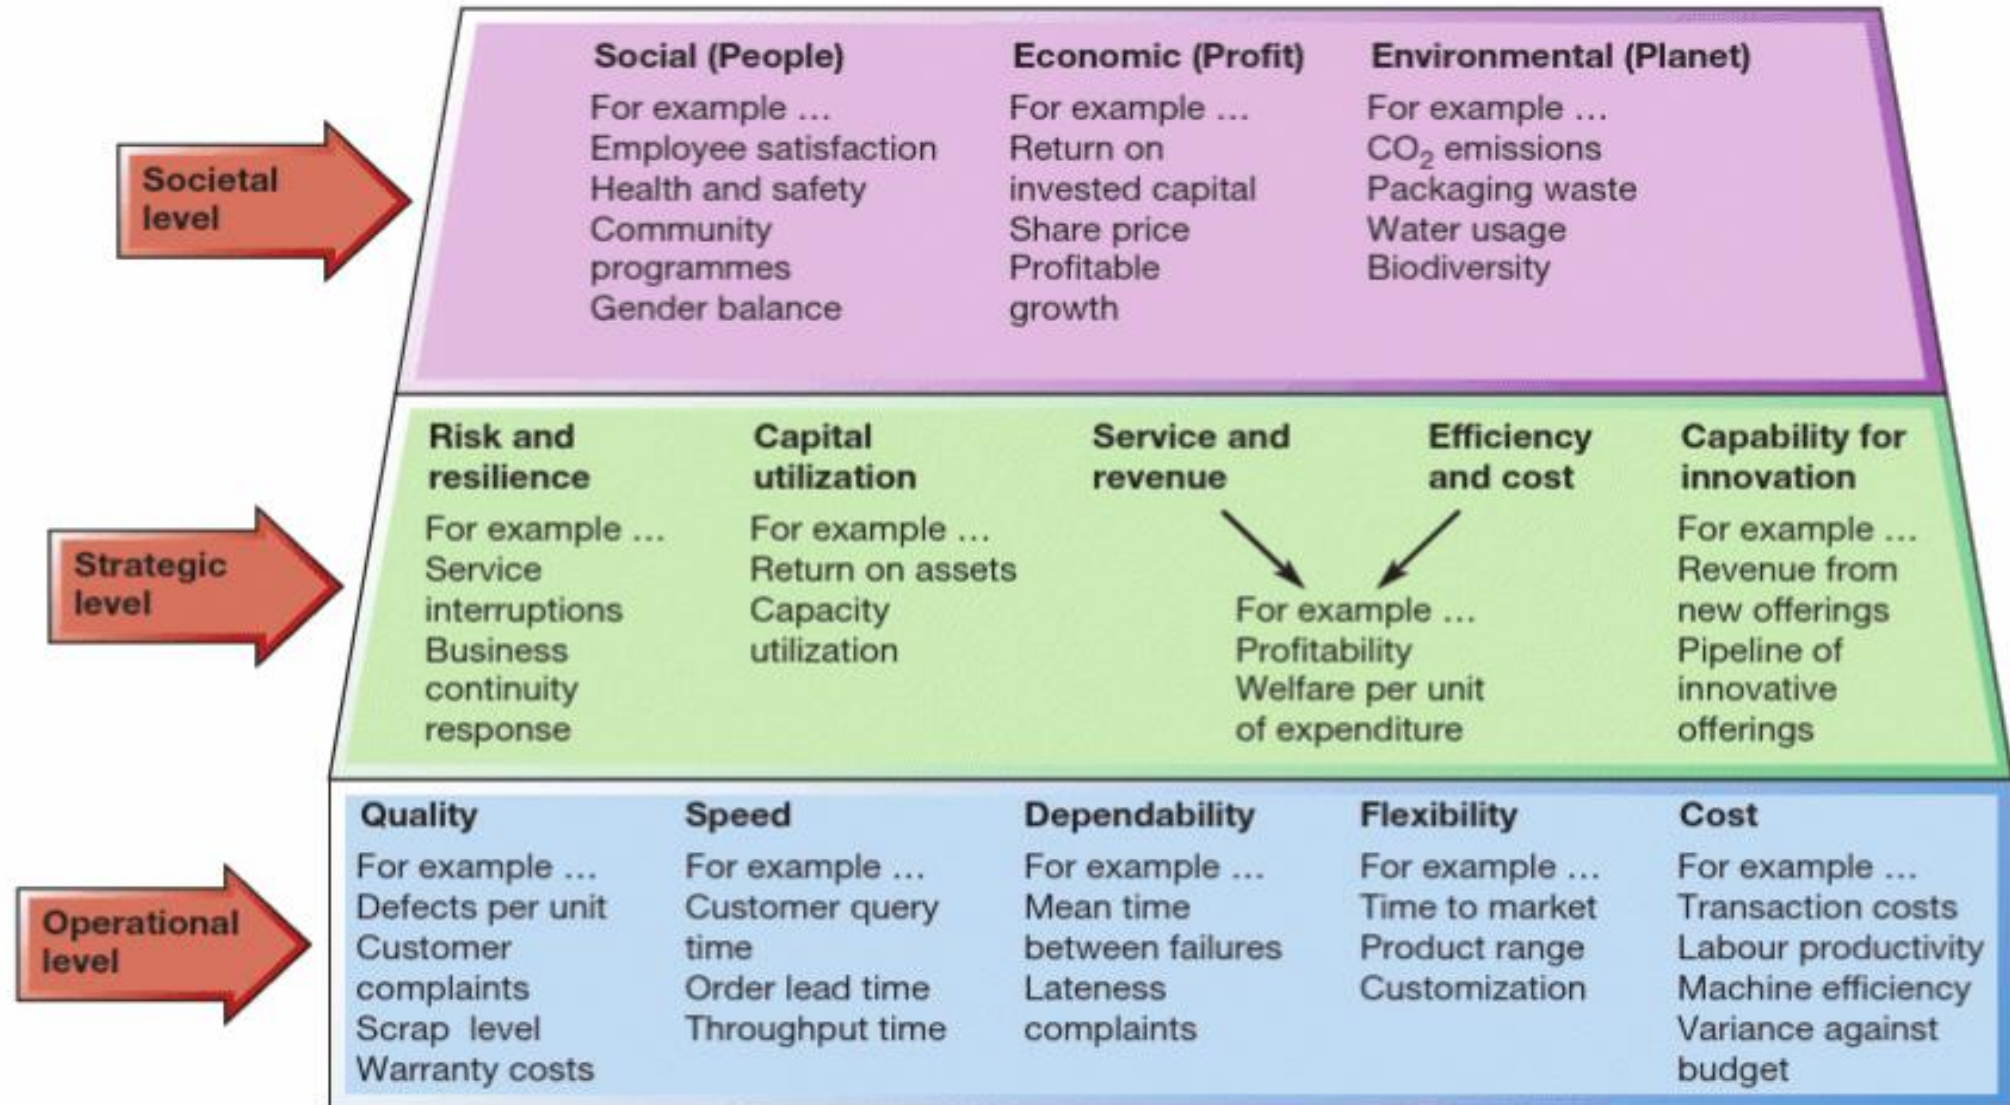 Societal
level
Social (People)
For example ...
Employee satisfaction
Health and safety
Community
programmes
Gender balance
Economic (Profit)
For example ...
Return on
invested capital
Share price
Profitable
growth
Environmental (Planet)
For example ...
CO₂ emissions
Packaging waste
Water usage
Biodiversity
Strategic
level
Risk and
resilience
For example ...
Service
interruptions
Business
continuity
response
Capital
utilization
For example ...
Return on assets
Capacity
utilization
Service and
revenue
Efficiency
and cost
For example ...
Profitability
Welfare per unit
of expenditure
Capability for
innovation
For example ...
Revenue from
new offerings
Pipeline of
innovative
offerings
Operational
level
Quality
For example ...
Defects per unit
Customer
complaints
Scrap level
Warranty costs
Speed
For example ...
Customer query
time
Order lead time
Throughput time
Dependability
For example ...
Mean time
between failures
Lateness
complaints
Flexibility
For example ...
Time to market
Product range
Customization
Cost
For example ...
Transaction costs
Labour productivity
Machine efficiency
Variance against
budget